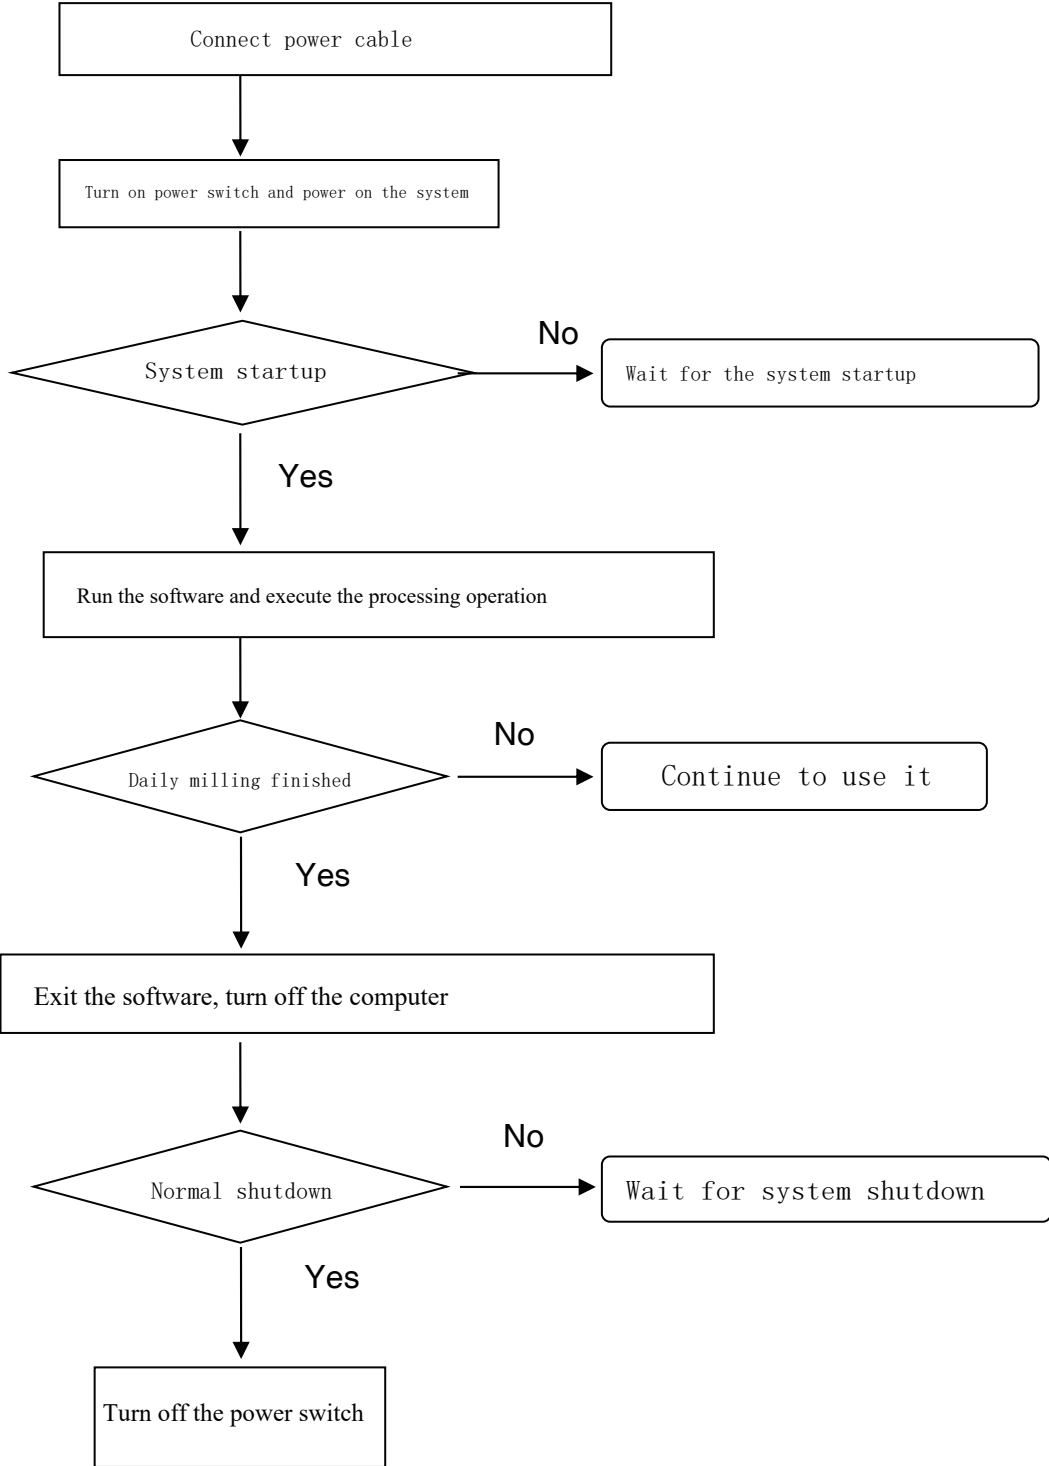 Connect power cable
Turn on power switch and power on the system
No
System startup
Wait for the system startup
Yes
Run the software and execute the processing operation
No
Daily milling finished
Continue to use it
Yes
Exit the software, turn off the computer
No
Normal shutdown
Wait for system shutdown
Yes
Turn off the power switch